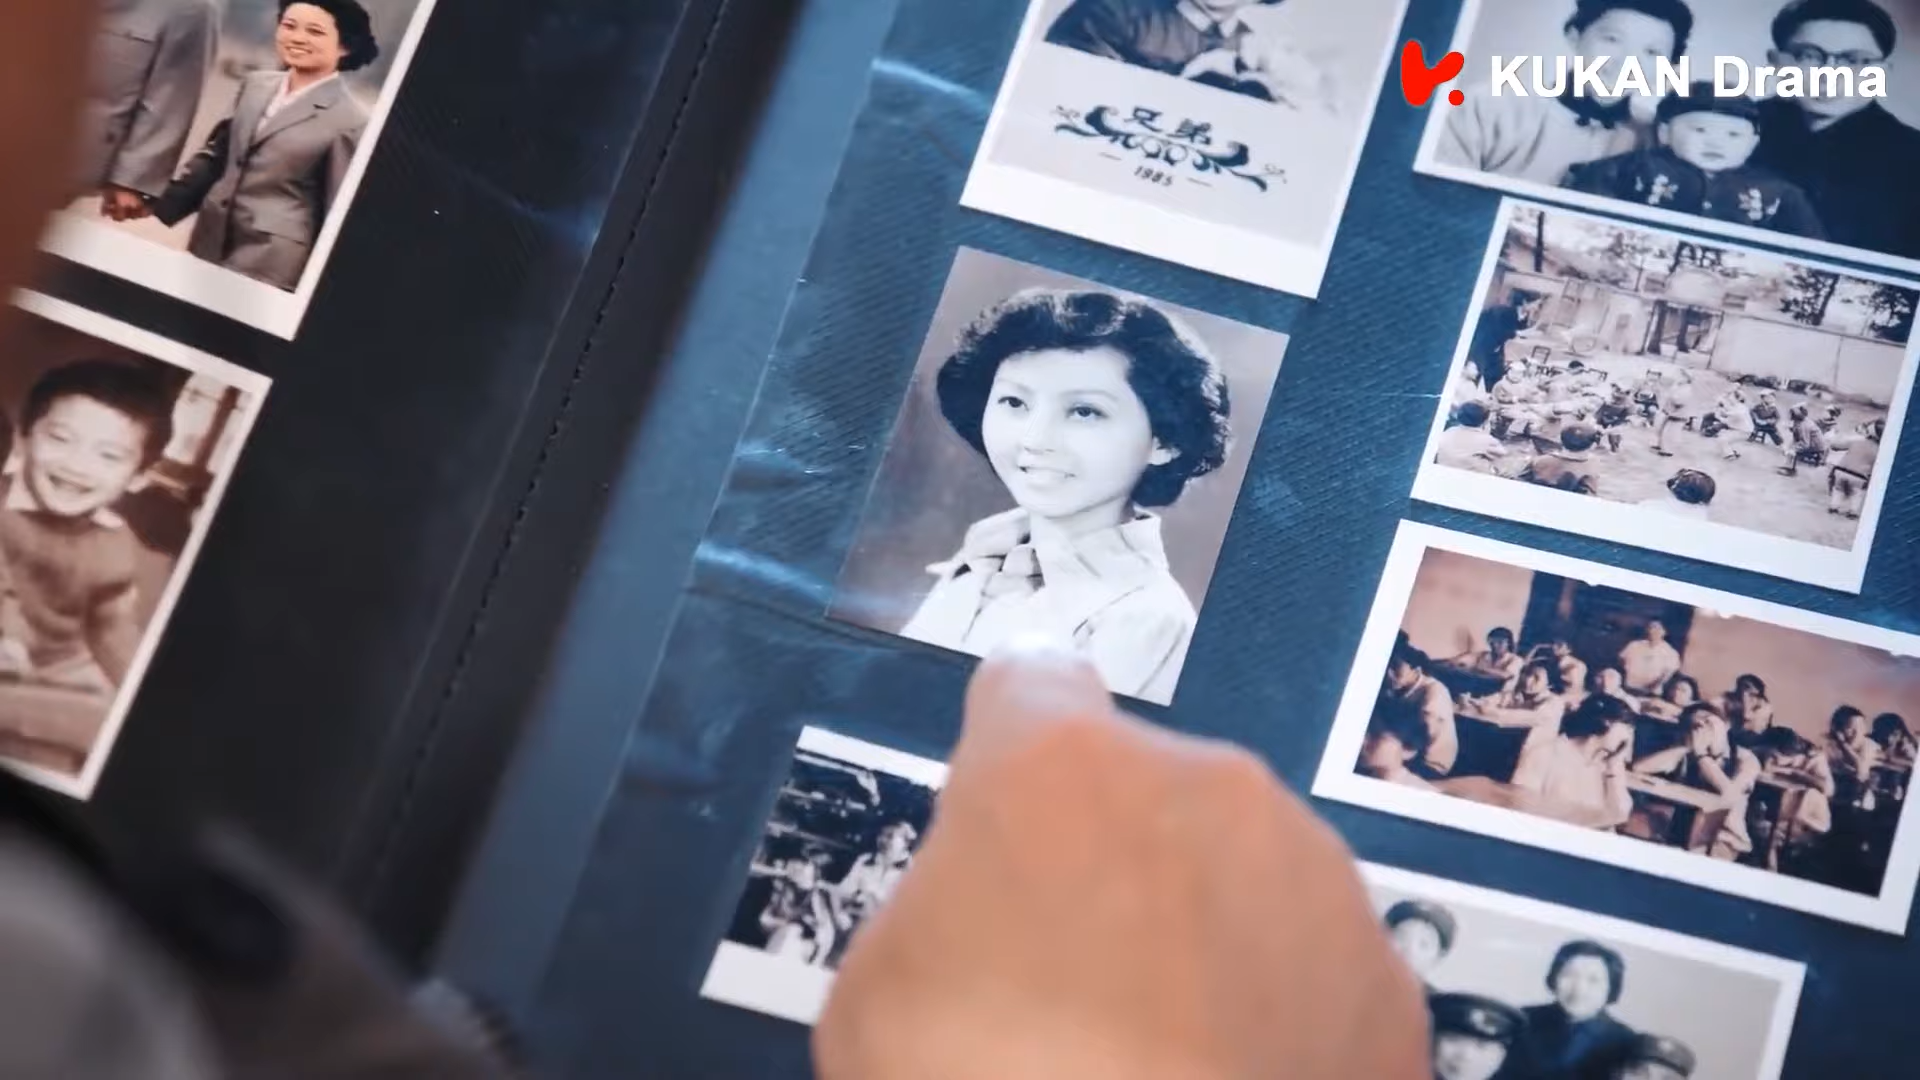 KUKAN Drama
兄弟
— 1985 —